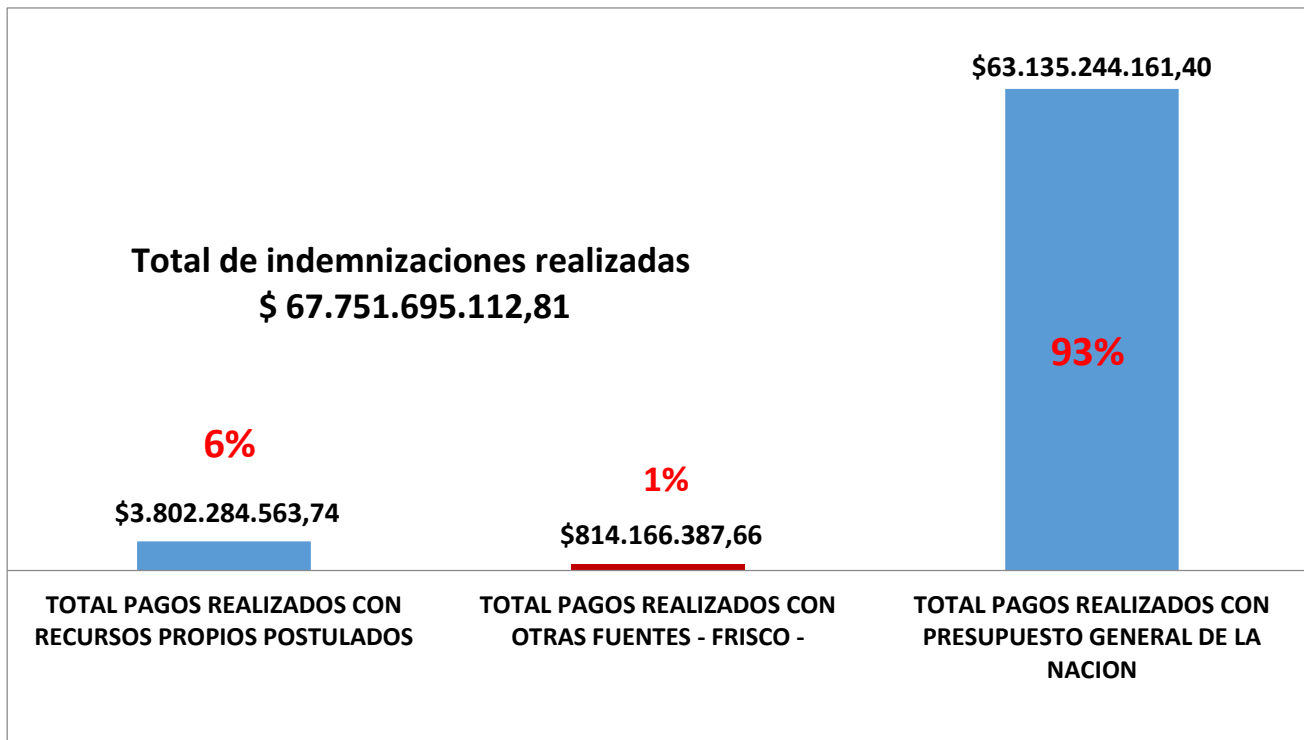 $63.135.244.161,40
Total de indemnizaciones realizadas
$ 67.751.695.112,81
93%
6%
1%
$3.802.284.563,74
$814.166.387,66
TOTAL PAGOS REALIZADOS CON
RECURSOS PROPIOS POSTULADOS
TOTAL PAGOS REALIZADOS CON
OTRAS FUENTES - FRISCO -
TOTAL PAGOS REALIZADOS CON
PRESUPUESTO GENERAL DE LA
NACION